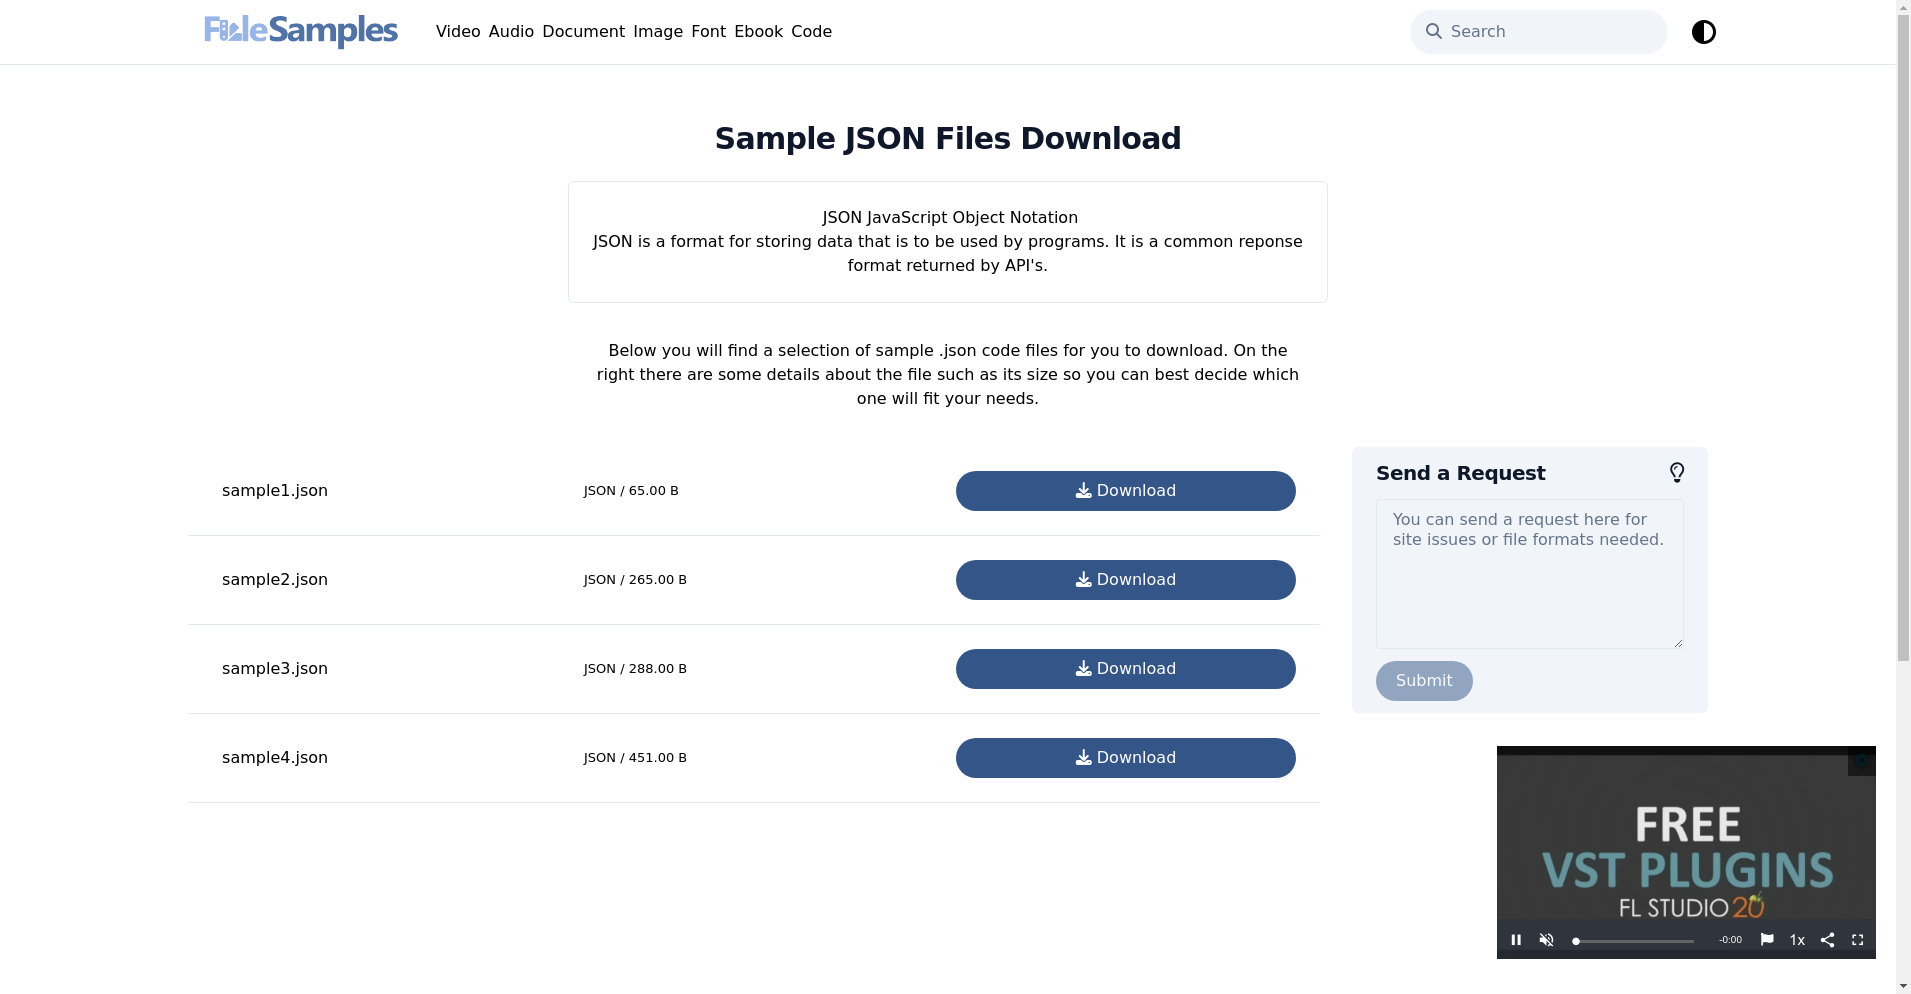 FileSamples
Video Audio Document Image Font Ebook Code
Search
Sample JSON Files Download
JSON JavaScript Object Notation
JSON is a format for storing data that is to be used by programs. It is a common reponse
format returned by API's.
Below you will find a selection of sample .json code files for you to download. On the
right there are some details about the file such as its size so you can best decide which
one will fit your needs.
sample1.json JSON / 65.00 B Download
sample2.json JSON / 265.00 B Download
sample3.json JSON / 288.00 B Download
sample4.json JSON / 451.00 B Download
Send a Request
You can send a request here for
site issues or file formats needed.
Submit
FREE
VST PLUGINS
FL STUDIO 20
-0:00 1x